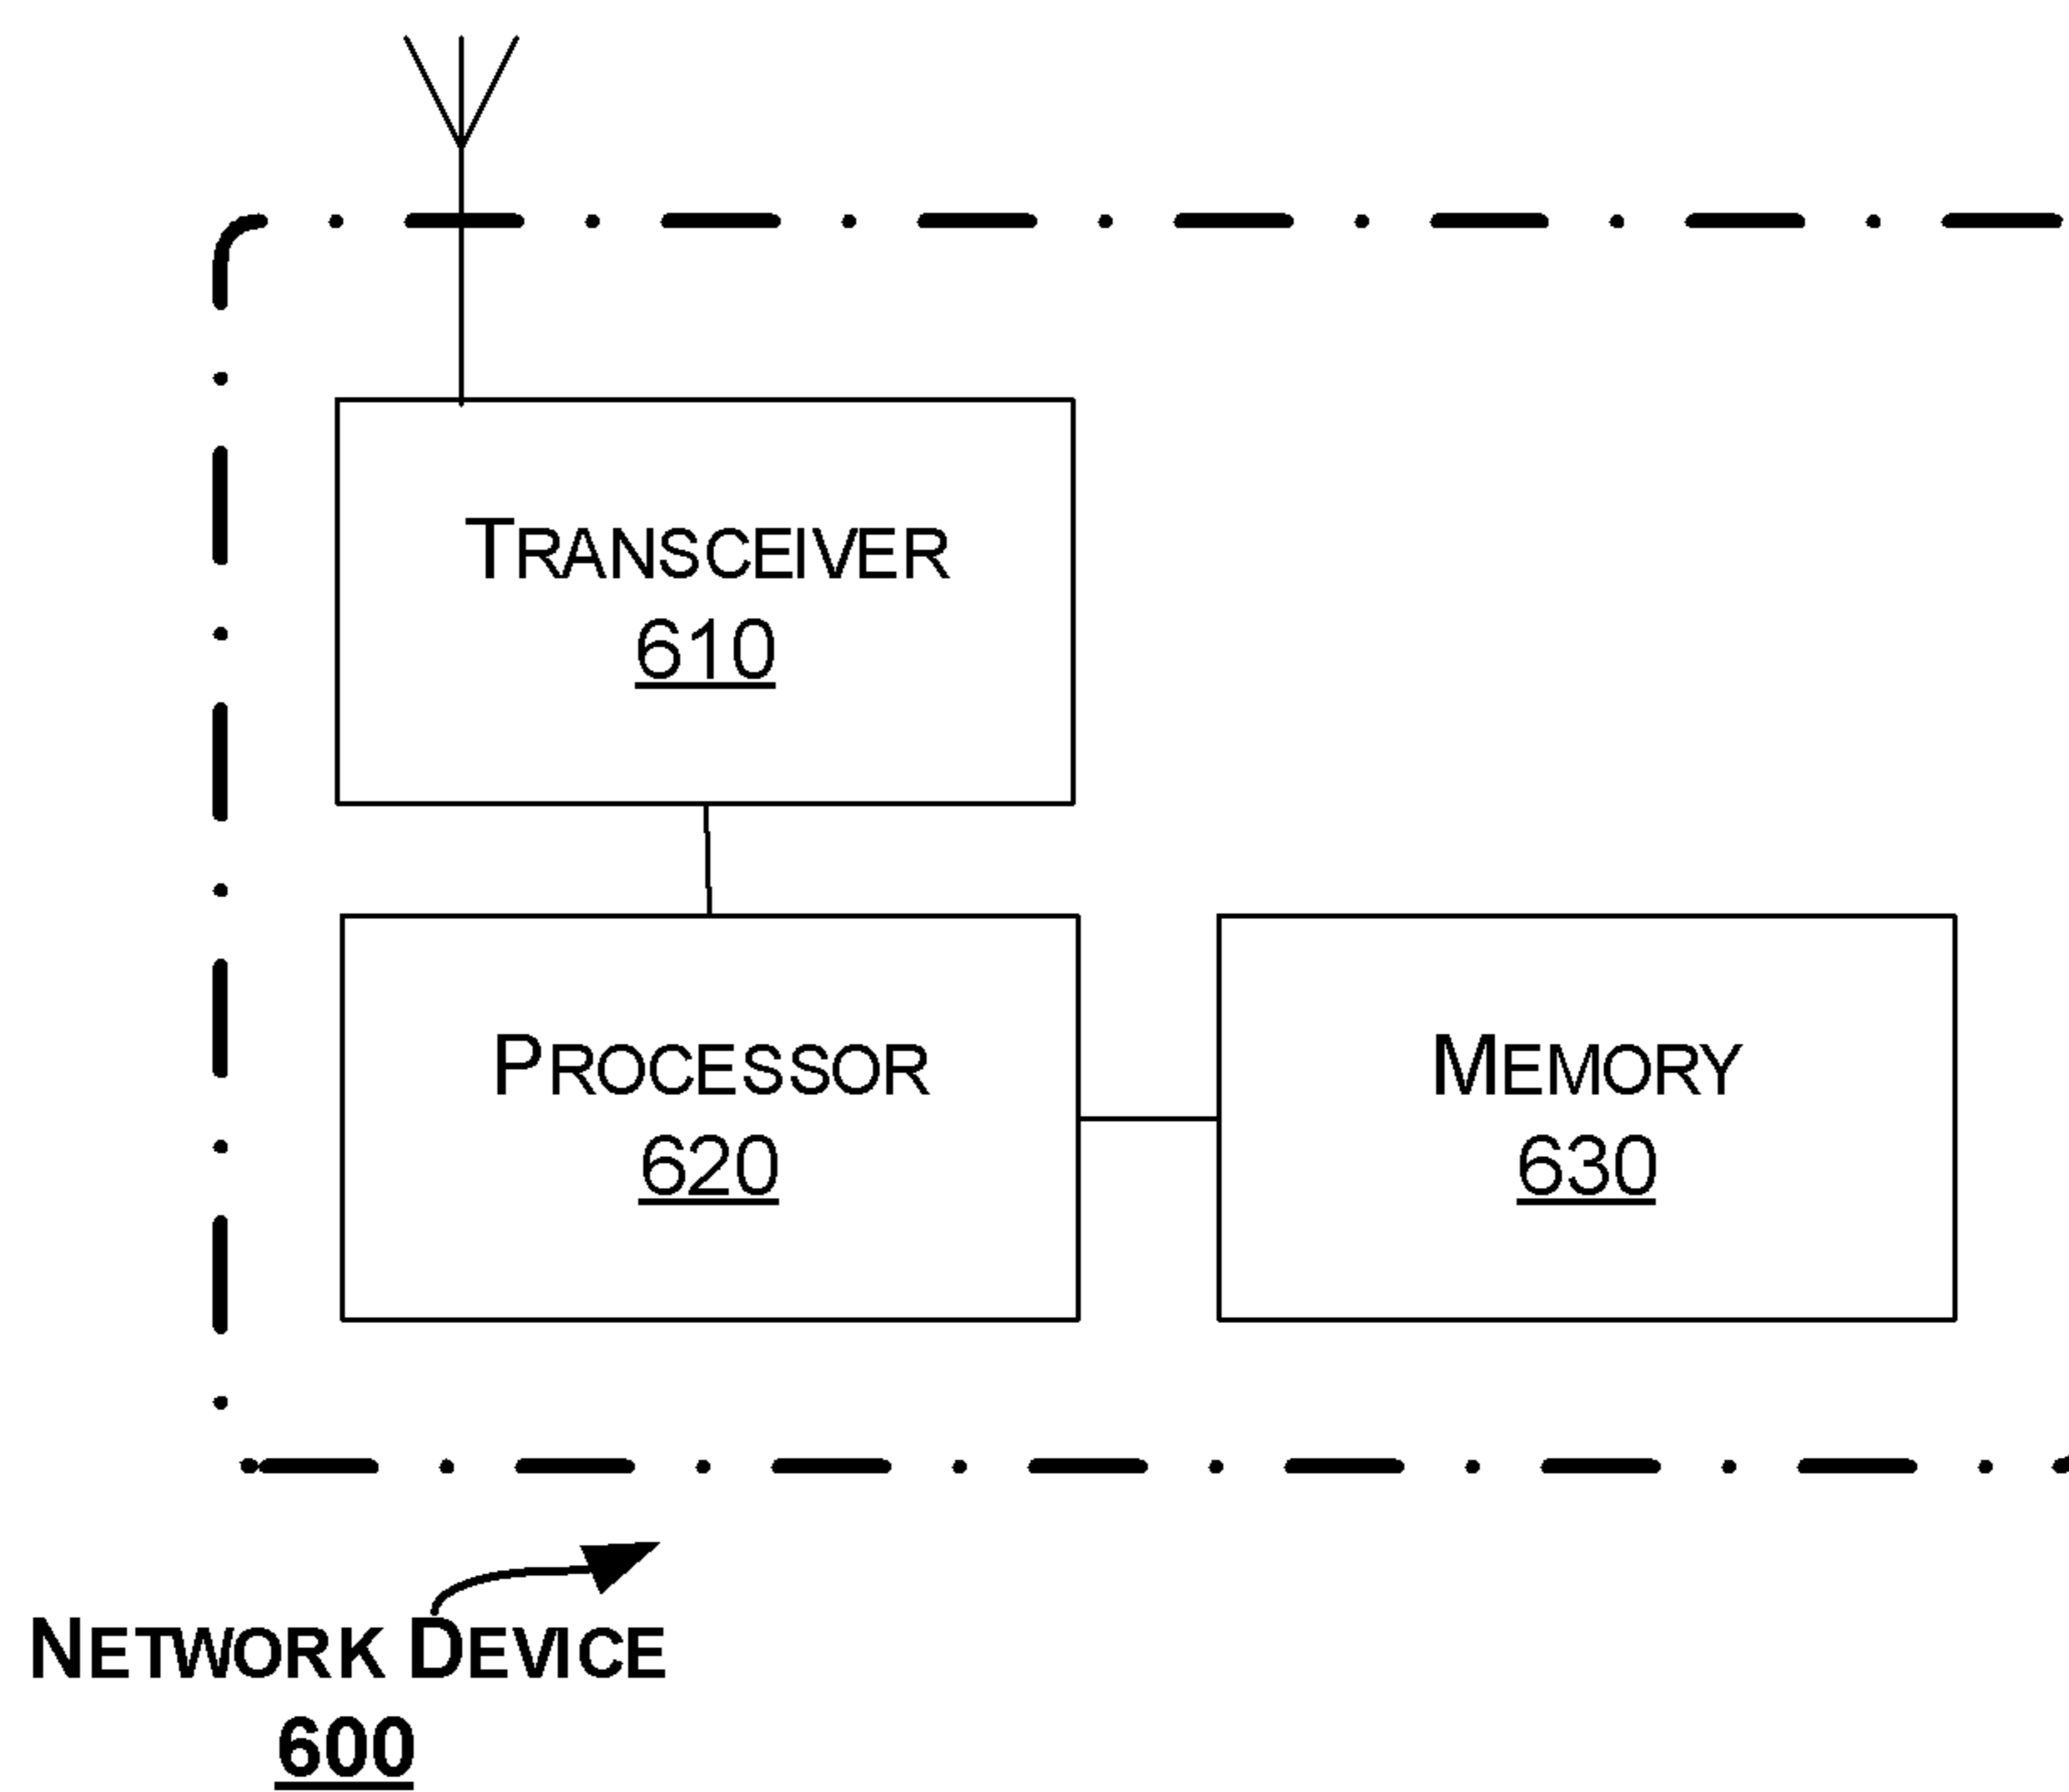 TRANSCEIVER
610
PROCESSOR
620
MEMORY
630
NETWORK DEVICE
600